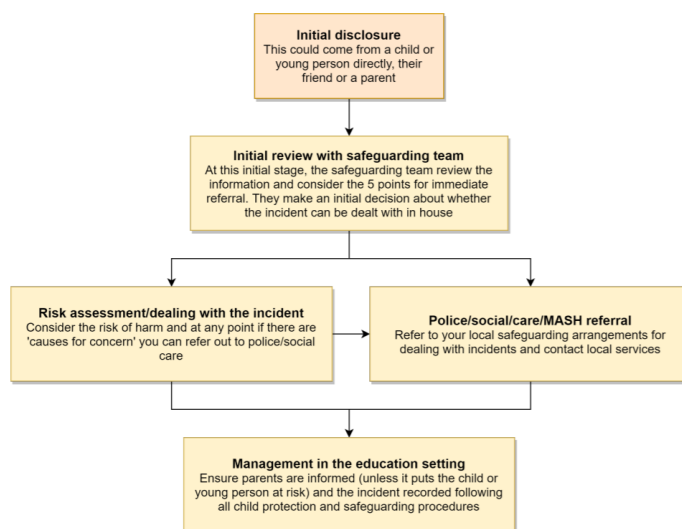 Initial disclosure
This could come from a child or
young person directly, their
friend or a parent
Initial review with safeguarding team
At this initial stage, the safeguarding team review the
information and consider the 5 points for immediate
referral. They make an initial decision about whether
the incident can be dealt with in house
Risk assessment/dealing with the incident
Consider the risk of harm and at any point if there are
'causes for concern' you can refer out to police/social
care
Police/social/care/MASH referral
Refer to your local safeguarding arrangements for
dealing with incidents and contact local services
Management in the education setting
Ensure parents are informed (unless it puts the child or
young person at risk) and the incident recorded following
all child protection and safeguarding procedures